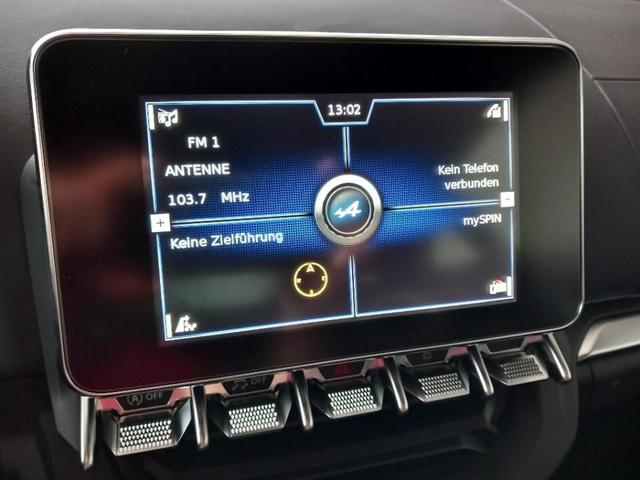 13:02
FM 1
ANTENNE
103.7 MHz
Kein Telefon
verbunden
mySPIN
Keine Zielführung
A OFF
OFF